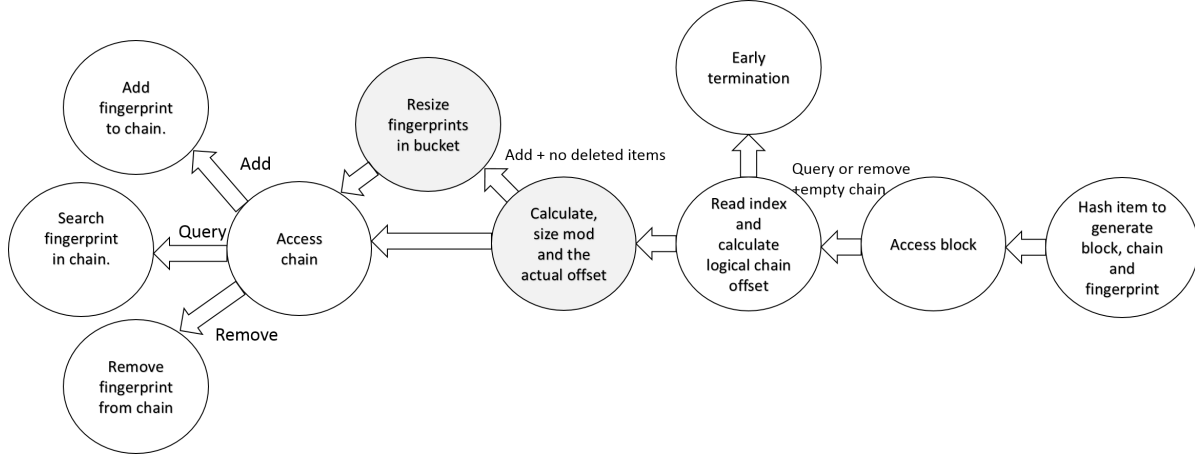 Add
fingerprint
to chain.
Resize
fingerprints
in bucket
Early
termination
Add
Add + no deleted items
Query or remove
+empty chain
Search
fingerprint
in chain.
Query
Access
chain
Calculate,
size mod
and the
actual offset
Read index
and
calculate
logical chain
offset
Access block
Hash item to
generate
block, chain
and
fingerprint
Remove
Remove
fingerprint
from chain